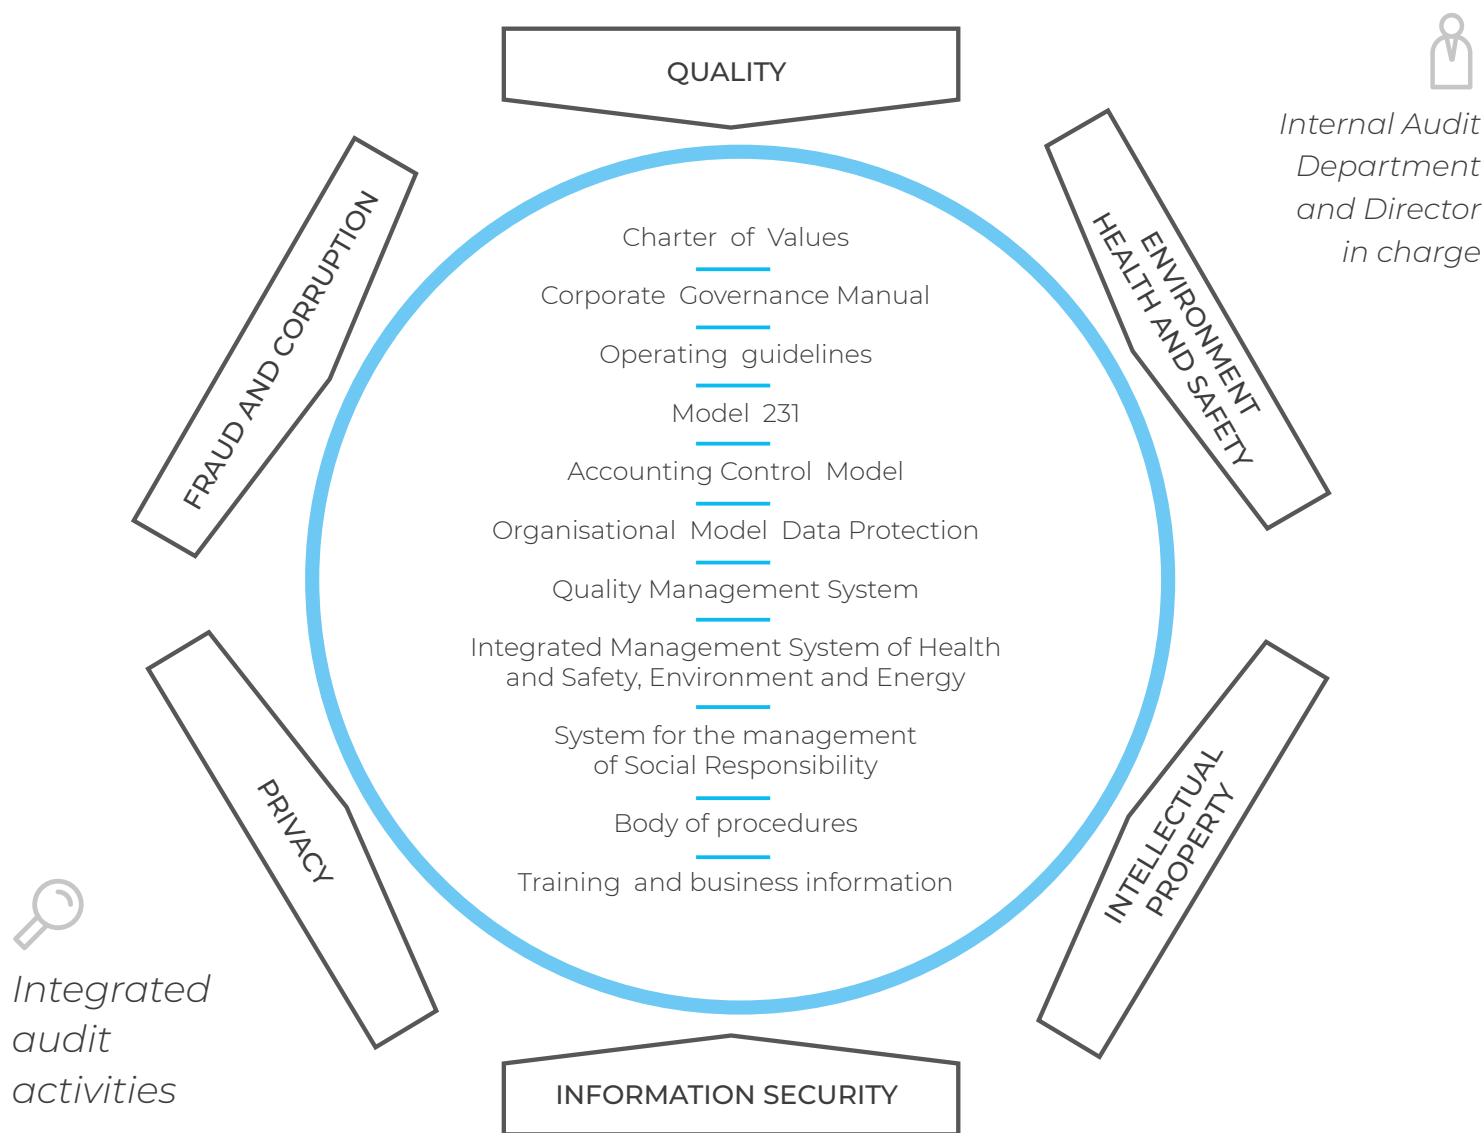 QUALITY
Internal Audit
Department
and Director
in charge
FRAUD AND CORRUPTION
ENVIRONMENT
HEALTH AND SAFETY
Charter of Values
Corporate Governance Manual
Operating guidelines
Model 231
Accounting Control Model
Organisational Model Data Protection
Quality Management System
Integrated Management System of Health
and Safety, Environment and Energy
System for the management
of Social Responsibility
Body of procedures
Training and business information
PRIVACY
INTELLECTUAL
PROPERTY
Integrated
audit
activities
INFORMATION SECURITY